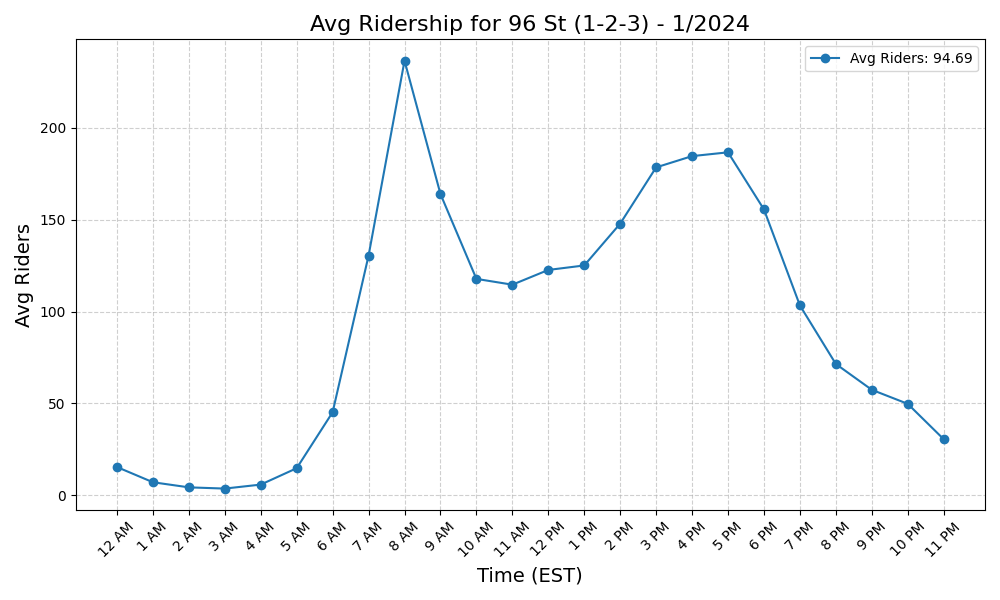 Avg Ridership for 96 St (1-2-3) - 1/2024
Avg Riders: 94.69
Avg Riders
200
150
100
50
0
12 AM 1 AM 2 AM 3 AM 4 AM 5 AM 6 AM 7 AM 8 AM 9 AM 10 AM 11 AM 12 PM 1 PM 2 PM 3 PM 4 PM 5 PM 6 PM 7 PM 8 PM 9 PM 10 PM 11 PM
Time (EST)